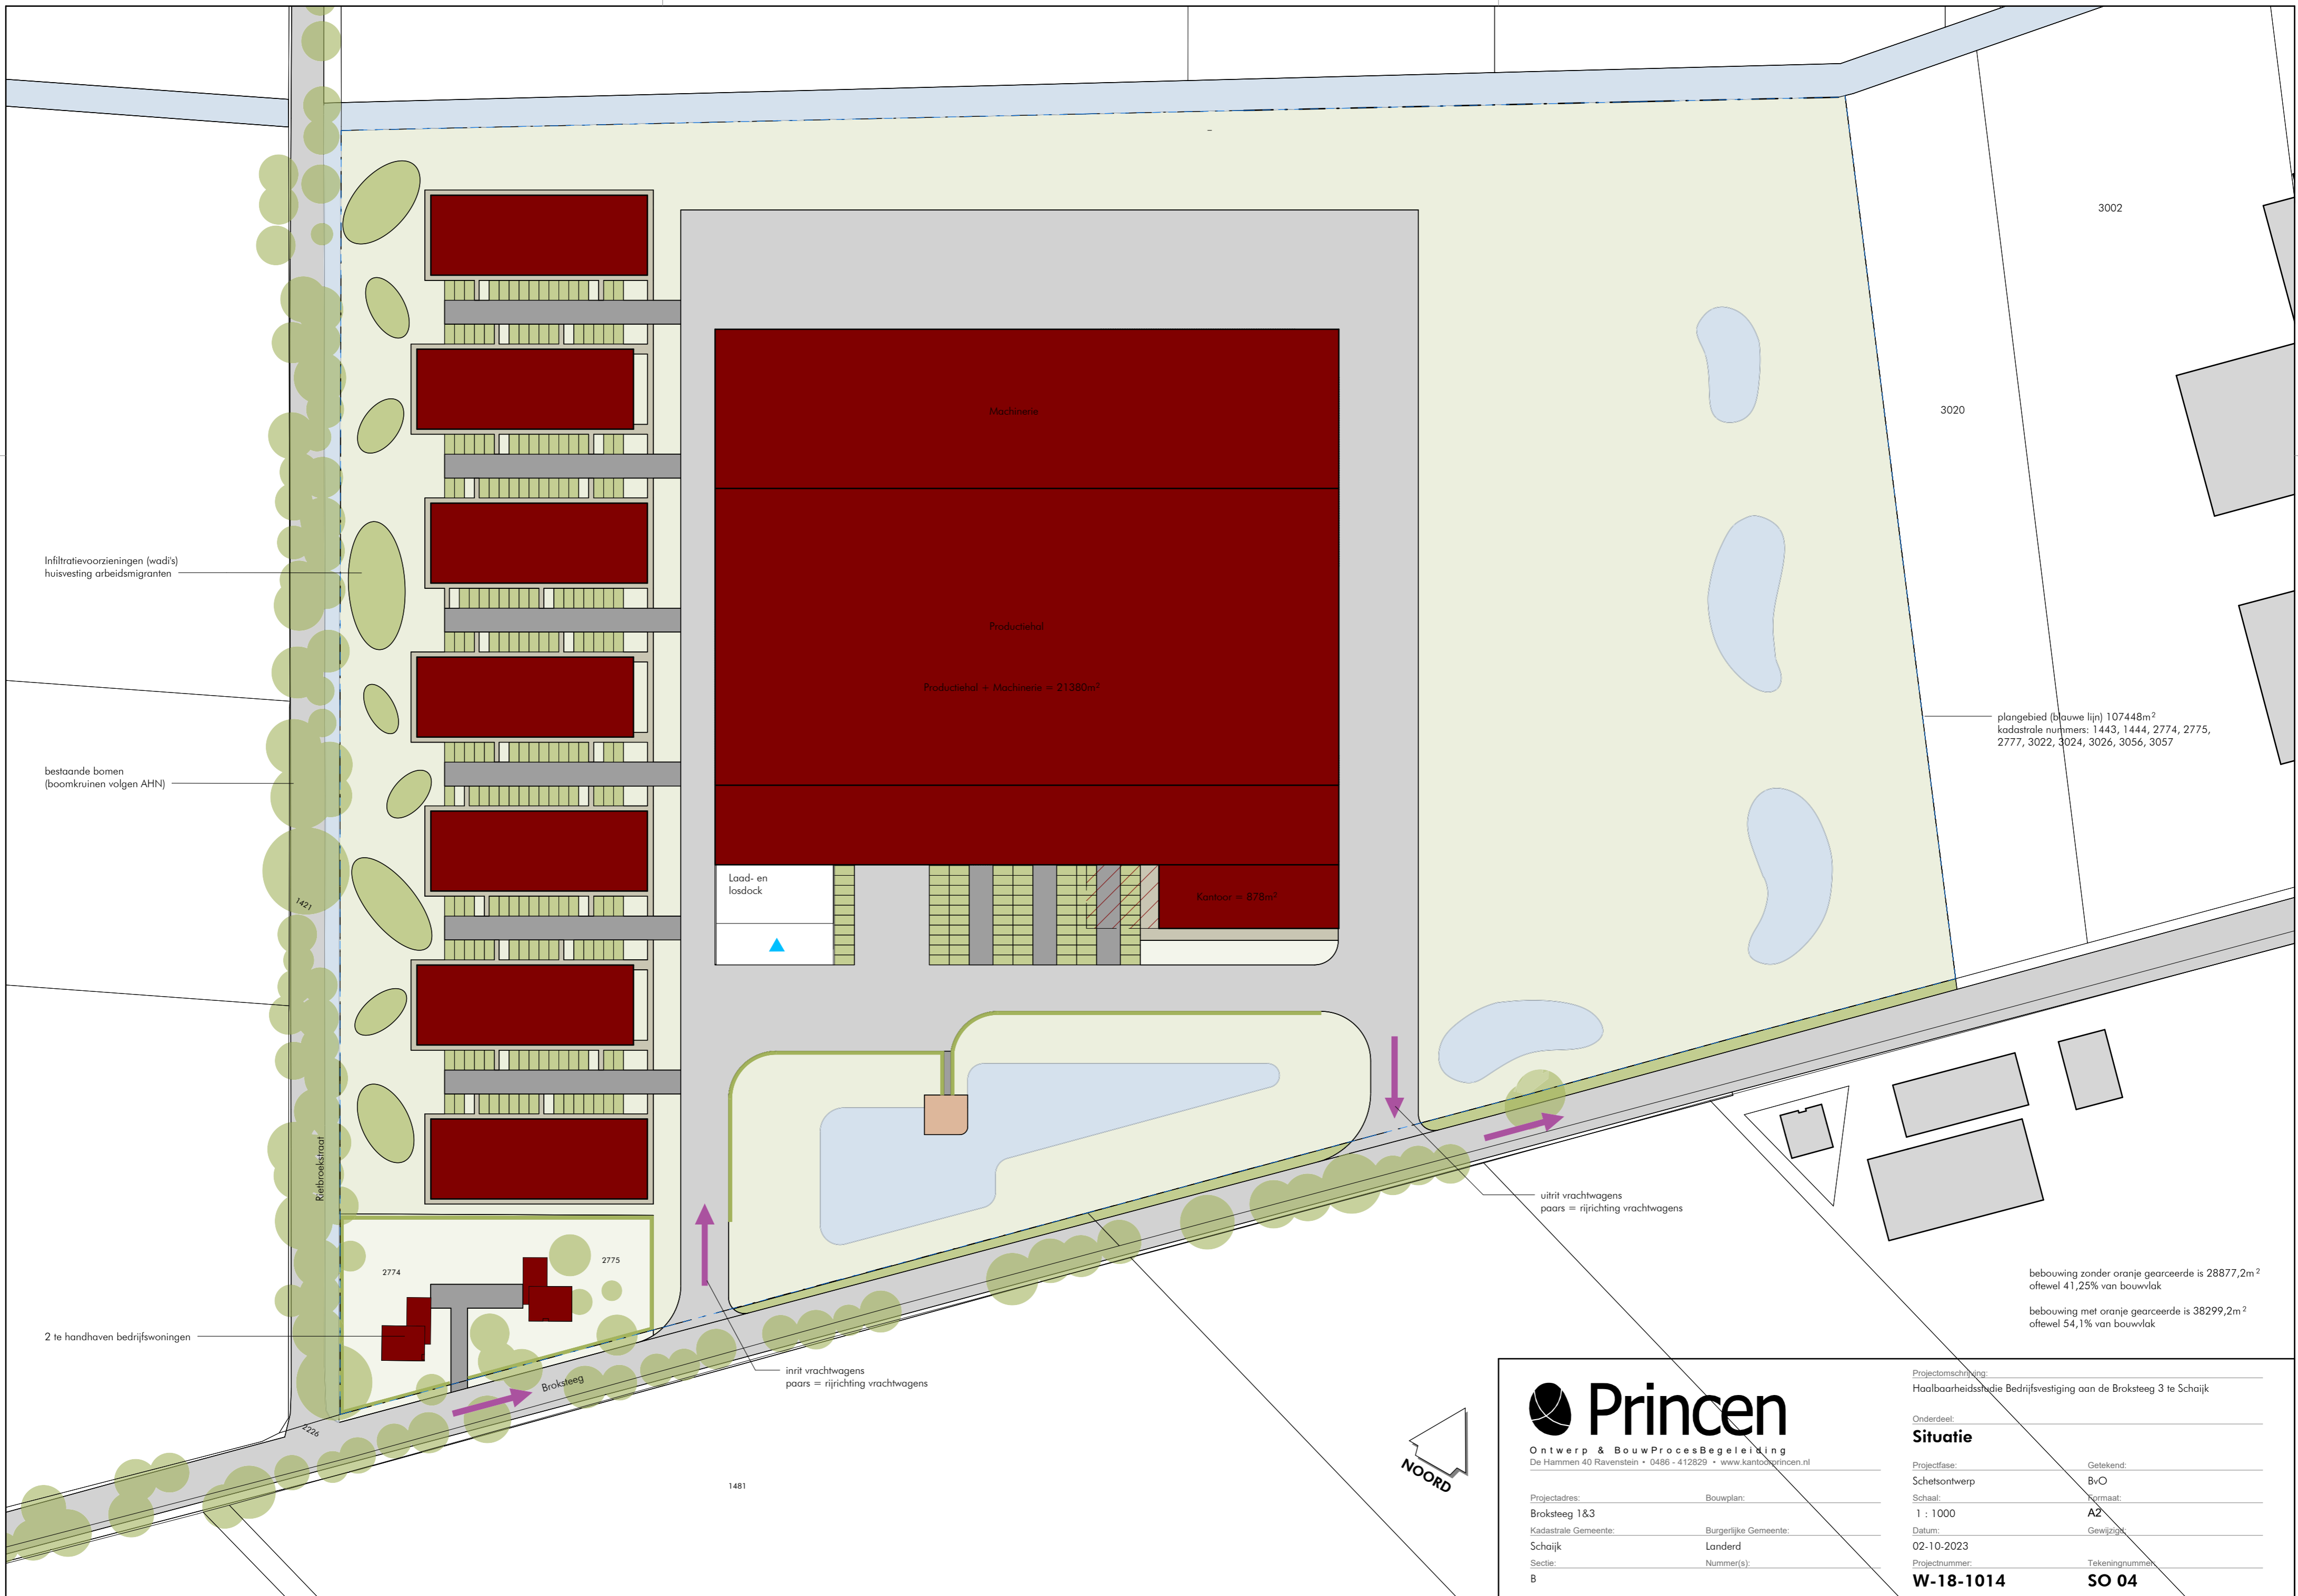 3002
3020
Machinerie
Infiltratievoorzieningen (wadi's)
huisvesting arbeidsmigranten
Productiehal
Productiehal + Machinerie = 21380m²
plangebied (blauwe lijn) 107448m²
kadastrale nummers: 1443, 1444, 2774, 2775,
2777, 3022, 3024, 3026, 3056, 3057
bestaande bomen
(boomkruinen volgen AHN)
Laad- en
losdock
Kantoor = 878m²
1421
Rietbroekstraat
uitrit vrachtwagens
paars = rijrichting vrachtwagens
2774
2775
bebouwing zonder oranje gearceerde is 28877,2m²
oftewel 41,25% van bouwvlak
bebouwing met oranje gearceerde is 38299,2m²
oftewel 54,1% van bouwvlak
2 te handhaven bedrijfswoningen
inrit vrachtwagens
paars = rijrichting vrachtwagens
Broksteeg
2226
1481
NOORD
Princen
Ontwerp & BouwProcesBegeleiding
De Hammen 40 Ravenstein • 0486 - 412829 • www.kantoorprincen.nl
Projectadres:
Bouwplan:
Broksteeg 1&3
Kadastrale Gemeente:
Burgerlijke Gemeente:
Schaijk
Landerd
Sectie:
Nummer(s):
B
Projectomschrijving:
Haalbaarheidsstudie Bedrijfsvestiging aan de Broksteeg 3 te Schaijk
Onderdeel:
Situatie
Projectfase:
Getekend:
Schetsontwerp
BvO
Schaal:
Formaat:
1 : 1000
A2
Datum:
Gewijzigd:
02-10-2023
Projectnummer:
Tekeningnummer:
W-18-1014
SO 04